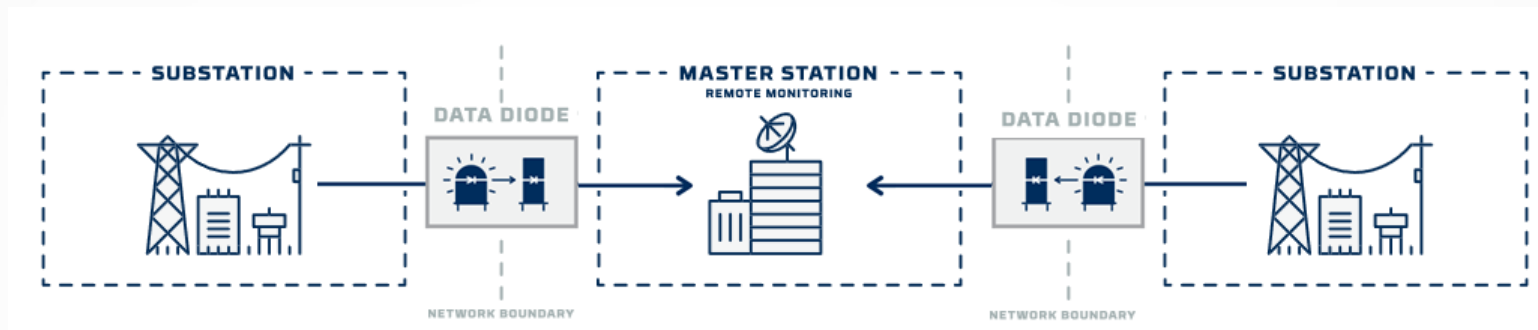 SUBSTATION
MASTER STATION
SUBSTATION
REMOTE MONITORING
DATA DIODE
DATA DIODE
NETWORK BOUNDARY
NETWORK BOUNDARY